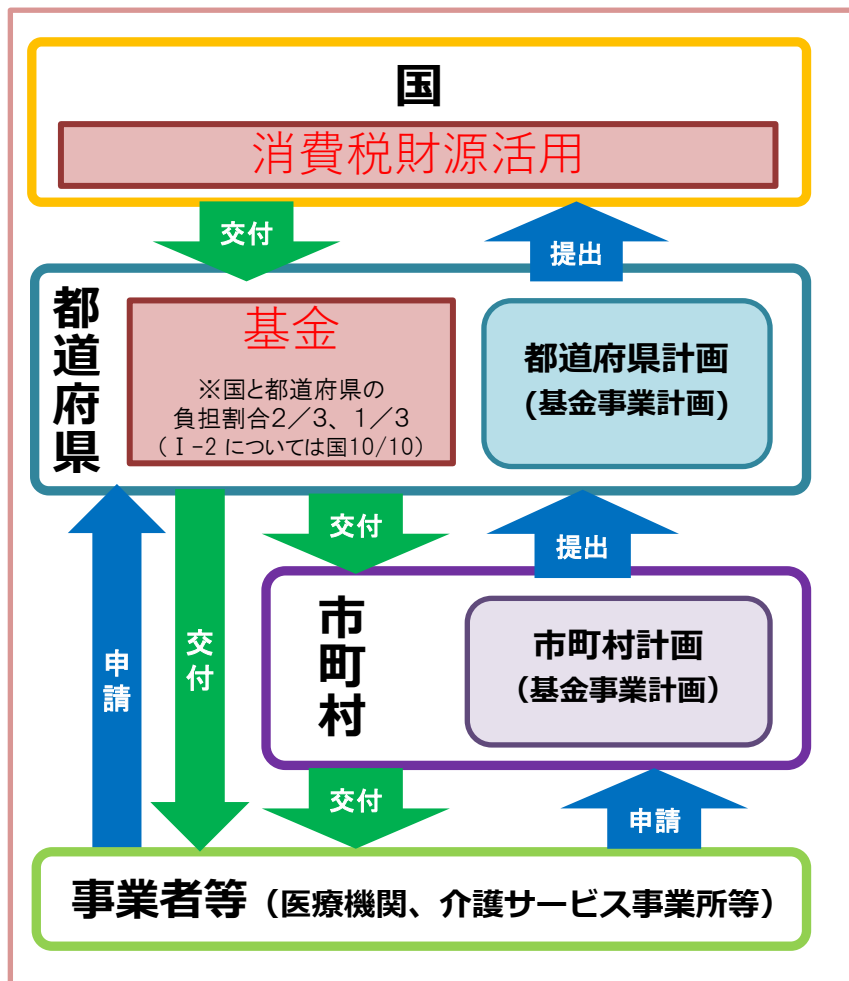 国
消費税財源活用
交付
提出
都道府県
基金
※国と都道府県の
負担割合2/3、1/3
(Ⅰ-2 については国10/10)
都道府県計画
(基金事業計画)
申請
交付
交付
提出
市町村
市町村計画
(基金事業計画)
交付
申請
事業者等(医療機関、介護サービス事業所等)